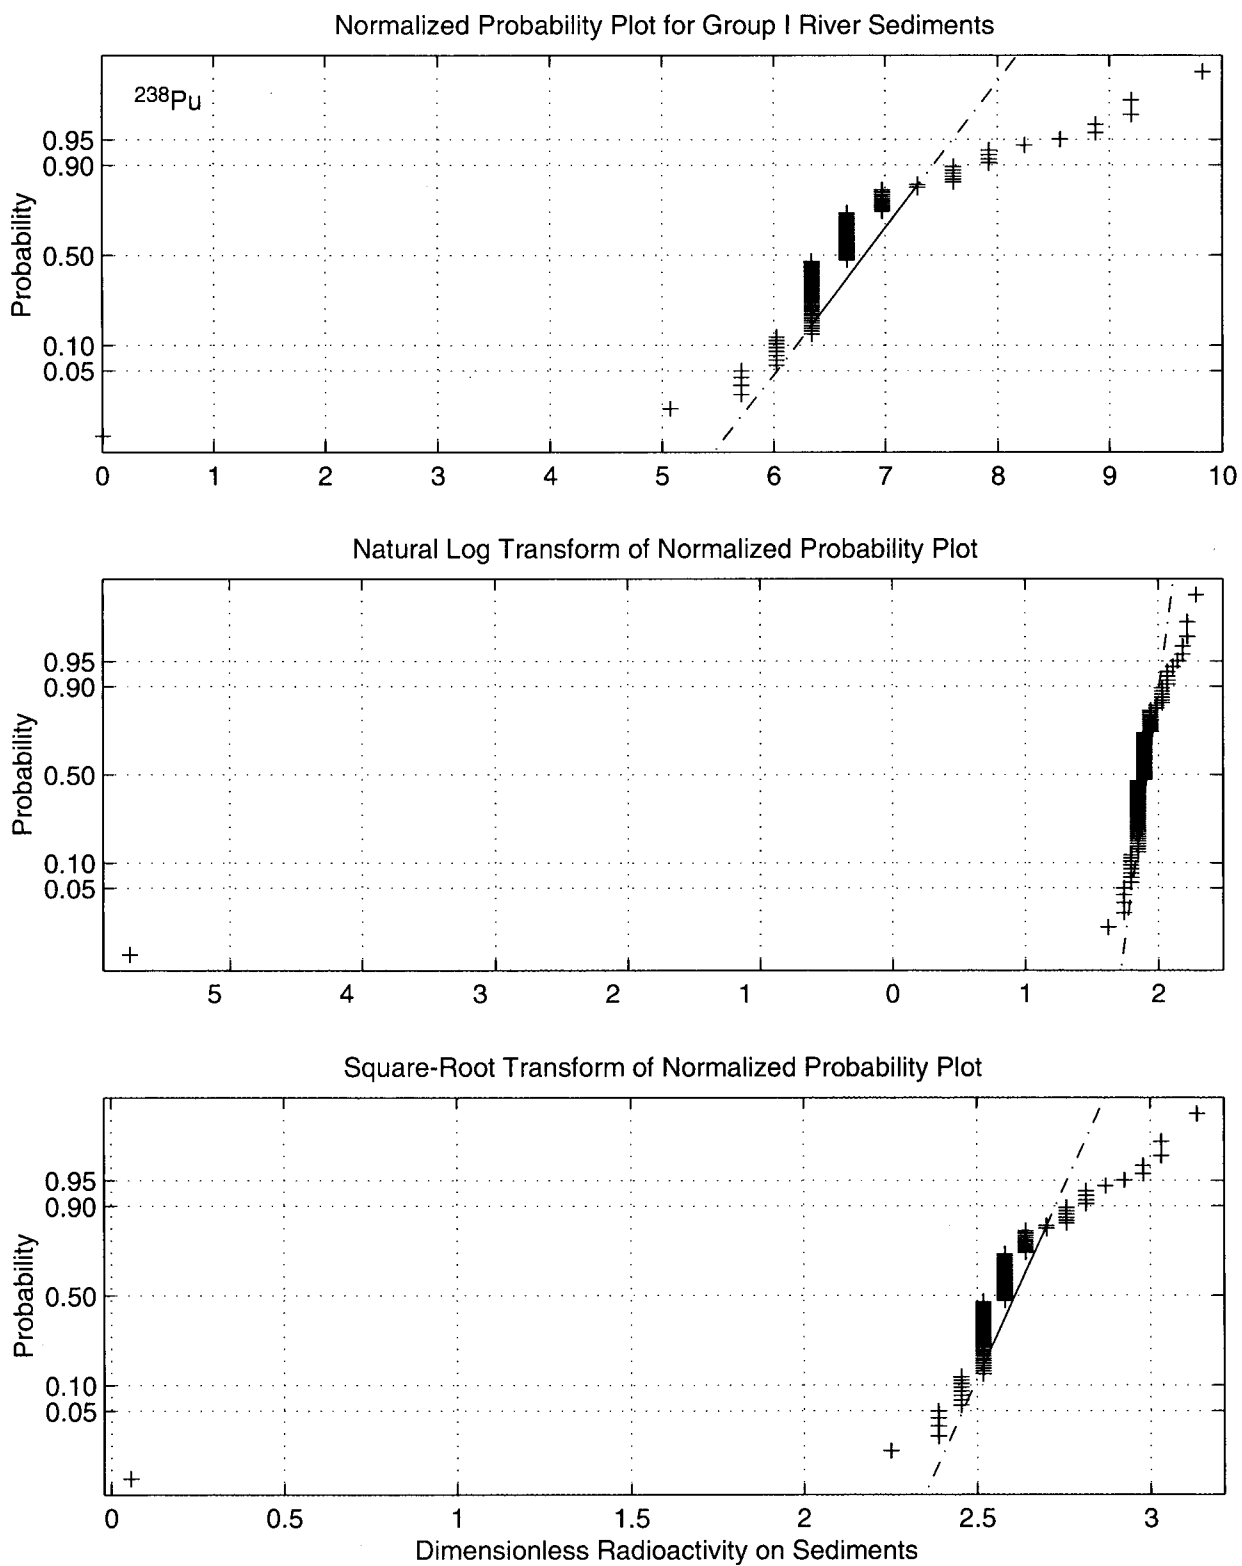 Normalized Probability Plot for Group I River Sediments
238Pu
0.95
0.90
0.50
0.10
0.05
Probability
0 1 2 3 4 5 6 7 8 9 10
Natural Log Transform of Normalized Probability Plot
0.95
0.90
0.50
0.10
0.05
Probability
5 4 3 2 1 0 1 2
Square-Root Transform of Normalized Probability Plot
0.95
0.90
0.50
0.10
0.05
Probability
0 0.5 1 1.5 2 2.5 3
Dimensionless Radioactivity on Sediments